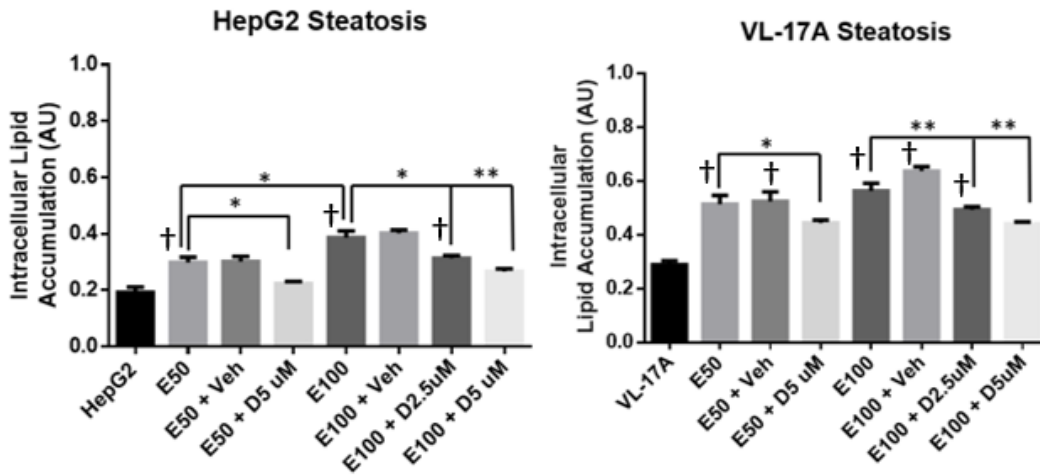 HepG2 Steatosis
Intracellular Lipid
Accumulation (AU)
1.0
0.8
0.6
0.4
0.2
0.0
†
*
*
†
*
†
**
HepG2
E50
E50 + Veh
E50 + D5 uM
E100
E100 + Veh
E100 + D2.5uM
E100 + D5 uM
VL-17A Steatosis
Intracellular
Lipid Accumulation (AU)
1.0
0.8
0.6
0.4
0.2
0.0
†
*
†
†
†
**
†
**
VL-17A
E50
E50 + Veh
E50 + D5 uM
E100
E100 + Veh
E100 + D2.5uM
E100 + D5uM